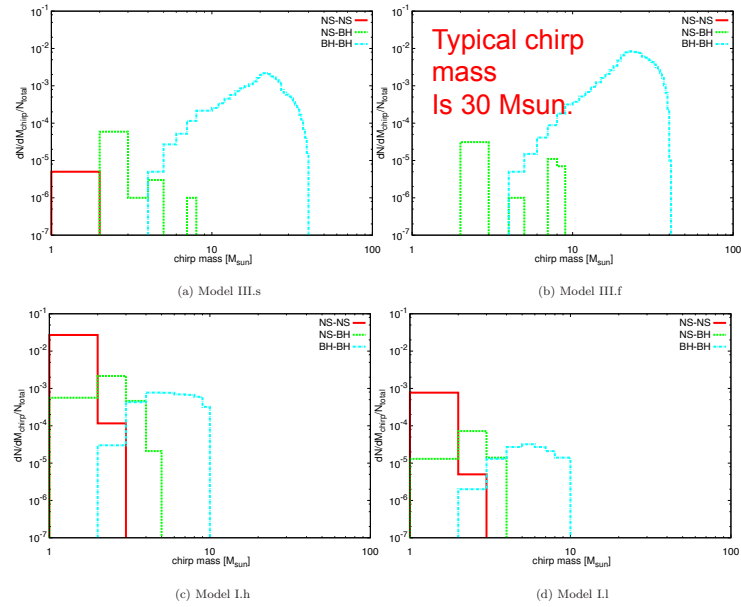 NS-NS
NS-BH
BH-BH
10^-1
10^-2
10^-3
10^-4
10^-5
10^-6
10^-7
dN/dM_chirp/N_total
1
10
100
chirp mass [M_sun]
(a) Model III.s
Typical chirp
mass
Is 30 Msun.
NS-NS
NS-BH
BH-BH
10^-1
10^-2
10^-3
10^-4
10^-5
10^-6
10^-7
dN/dM_chirp/N_total
1
10
100
chirp mass [M_sun]
(b) Model III.f
NS-NS
NS-BH
BH-BH
10^-1
10^-2
10^-3
10^-4
10^-5
10^-6
10^-7
dN/dM_chirp/N_total
1
10
100
chirp mass [M_sun]
(c) Model I.h
NS-NS
NS-BH
BH-BH
10^-1
10^-2
10^-3
10^-4
10^-5
10^-6
10^-7
dN/dM_chirp/N_total
1
10
100
chirp mass [M_sun]
(d) Model I.l